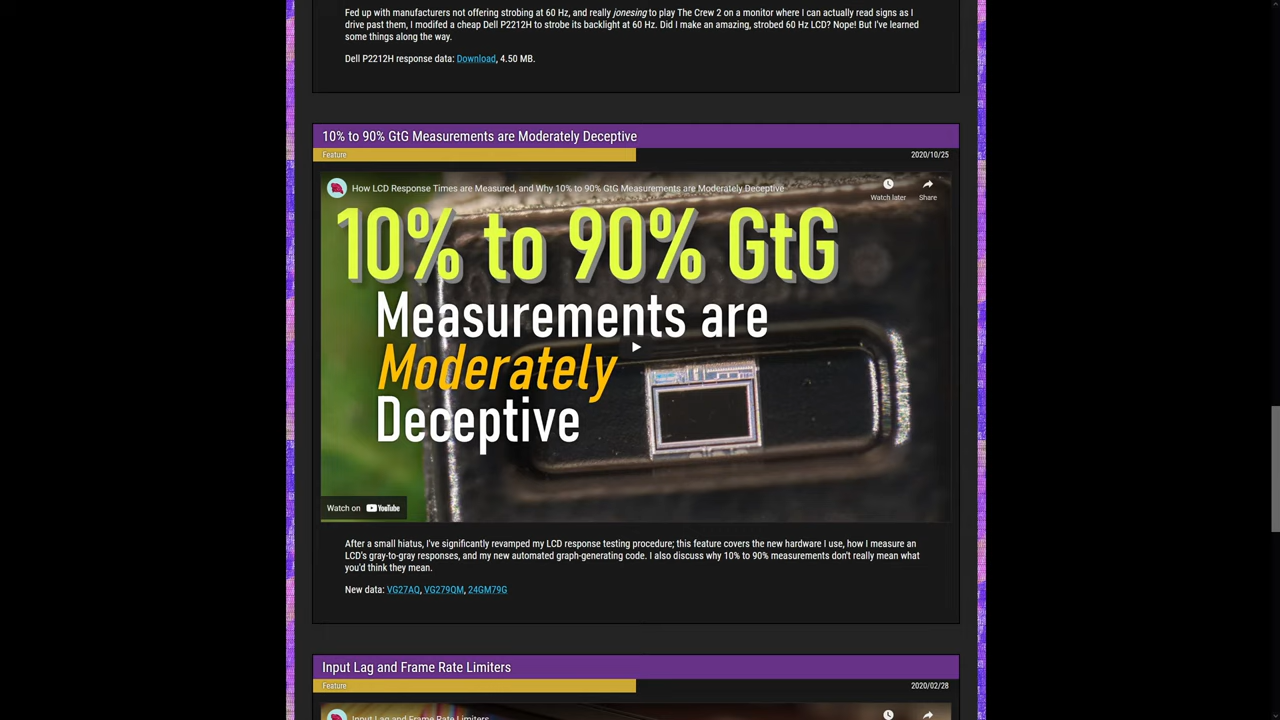 Fed up with manufacturers not offering strobing at 60 Hz, and really jonesing to play The Crew 2 on a monitor where I can actually read signs as I
drive past them, I modifed a cheap Dell P2212H to strobe its backlight at 60 Hz. Did I make an amazing, strobed 60 Hz LCD? Nope! But I've learned
some things along the way.
Dell P2212H response data: Download, 4.50 MB.
10% to 90% GtG Measurements are Moderately Deceptive
Feature
2020/10/25
How LCD Response Times are Measured, and Why 10% to 90% GtG Measurements are Moderately Deceptive
Watch later
Share
10% to 90% GtG
Measurements are
Moderately
Deceptive
Watch on YouTube
After a small hiatus, I've significantly revamped my LCD response testing procedure; this feature covers the new hardware I use, how I measure an
LCD's gray-to-gray responses, and my new automated graph-generating code. I also discuss why 10% to 90% measurements don't really mean what
you'd think they mean.
New data: VG27AQ, VG279QM, 24GM79G
Input Lag and Frame Rate Limiters
Feature
2020/02/28
Input Lag and Frame Rate Limiters